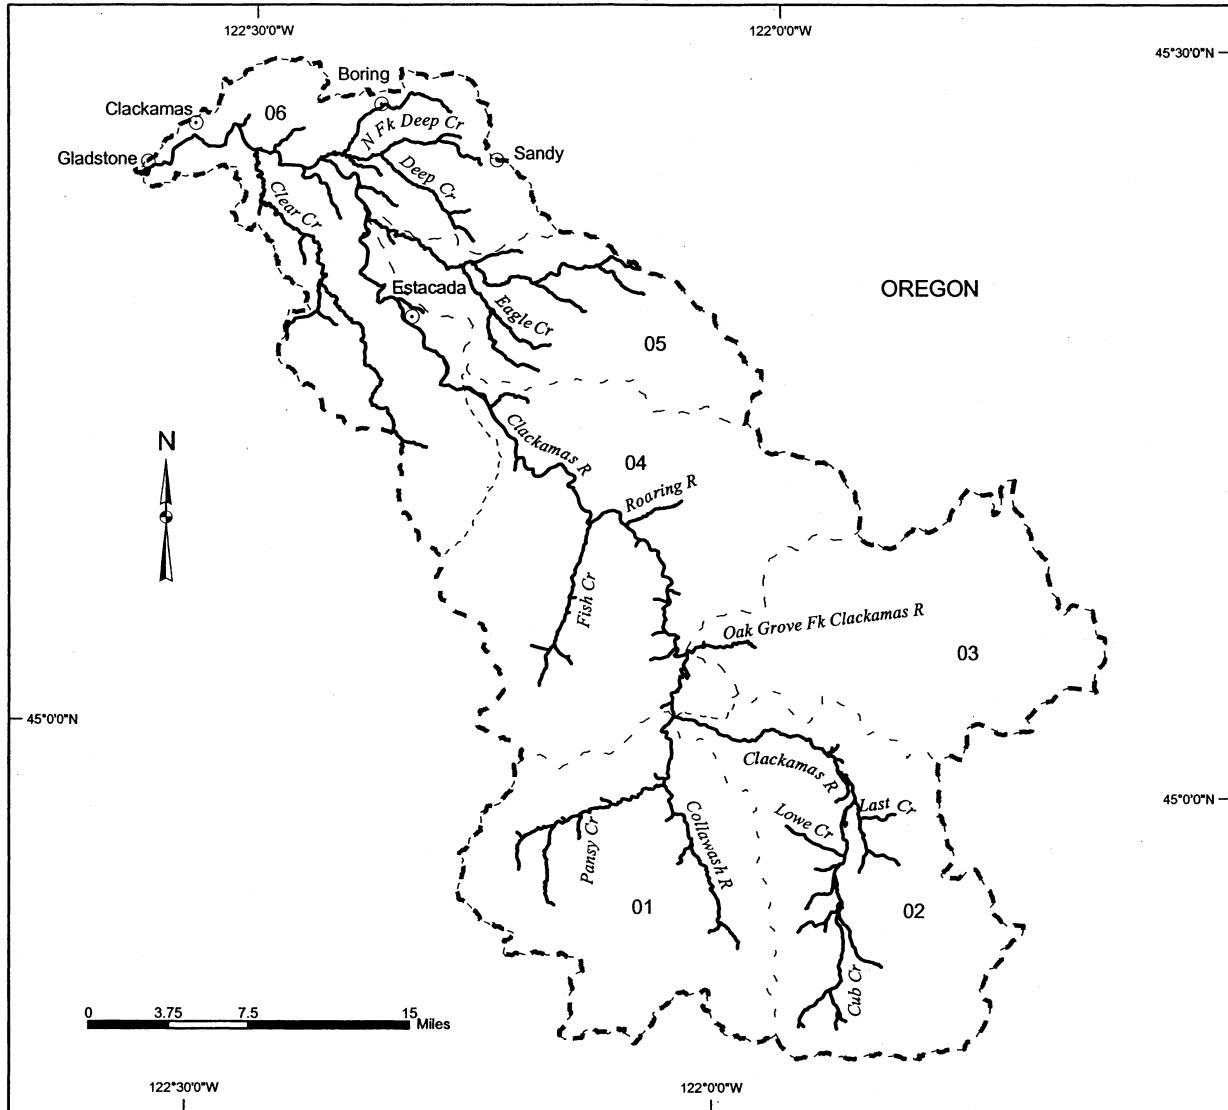 122°30'0"W
122°0'0"W
45°30'0"N
Boring
Clackamas
06
N Fk Deep Cr
Gladstone
Sandy
Deep Cr
Clear Cr
Estacada
OREGON
Eagle Cr
05
Clackamas R
04
N
Roaring R
Fish Cr
Oak Grove Fk Clackamas R
03
45°0'0"N
Clackamas R
45°0'0"N
Last Cr
Lowe Cr
Collawash R
Pansy Cr
01
02
Cub Cr
0 3.75 7.5 15
Miles
122°30'0"W
122°0'0"W